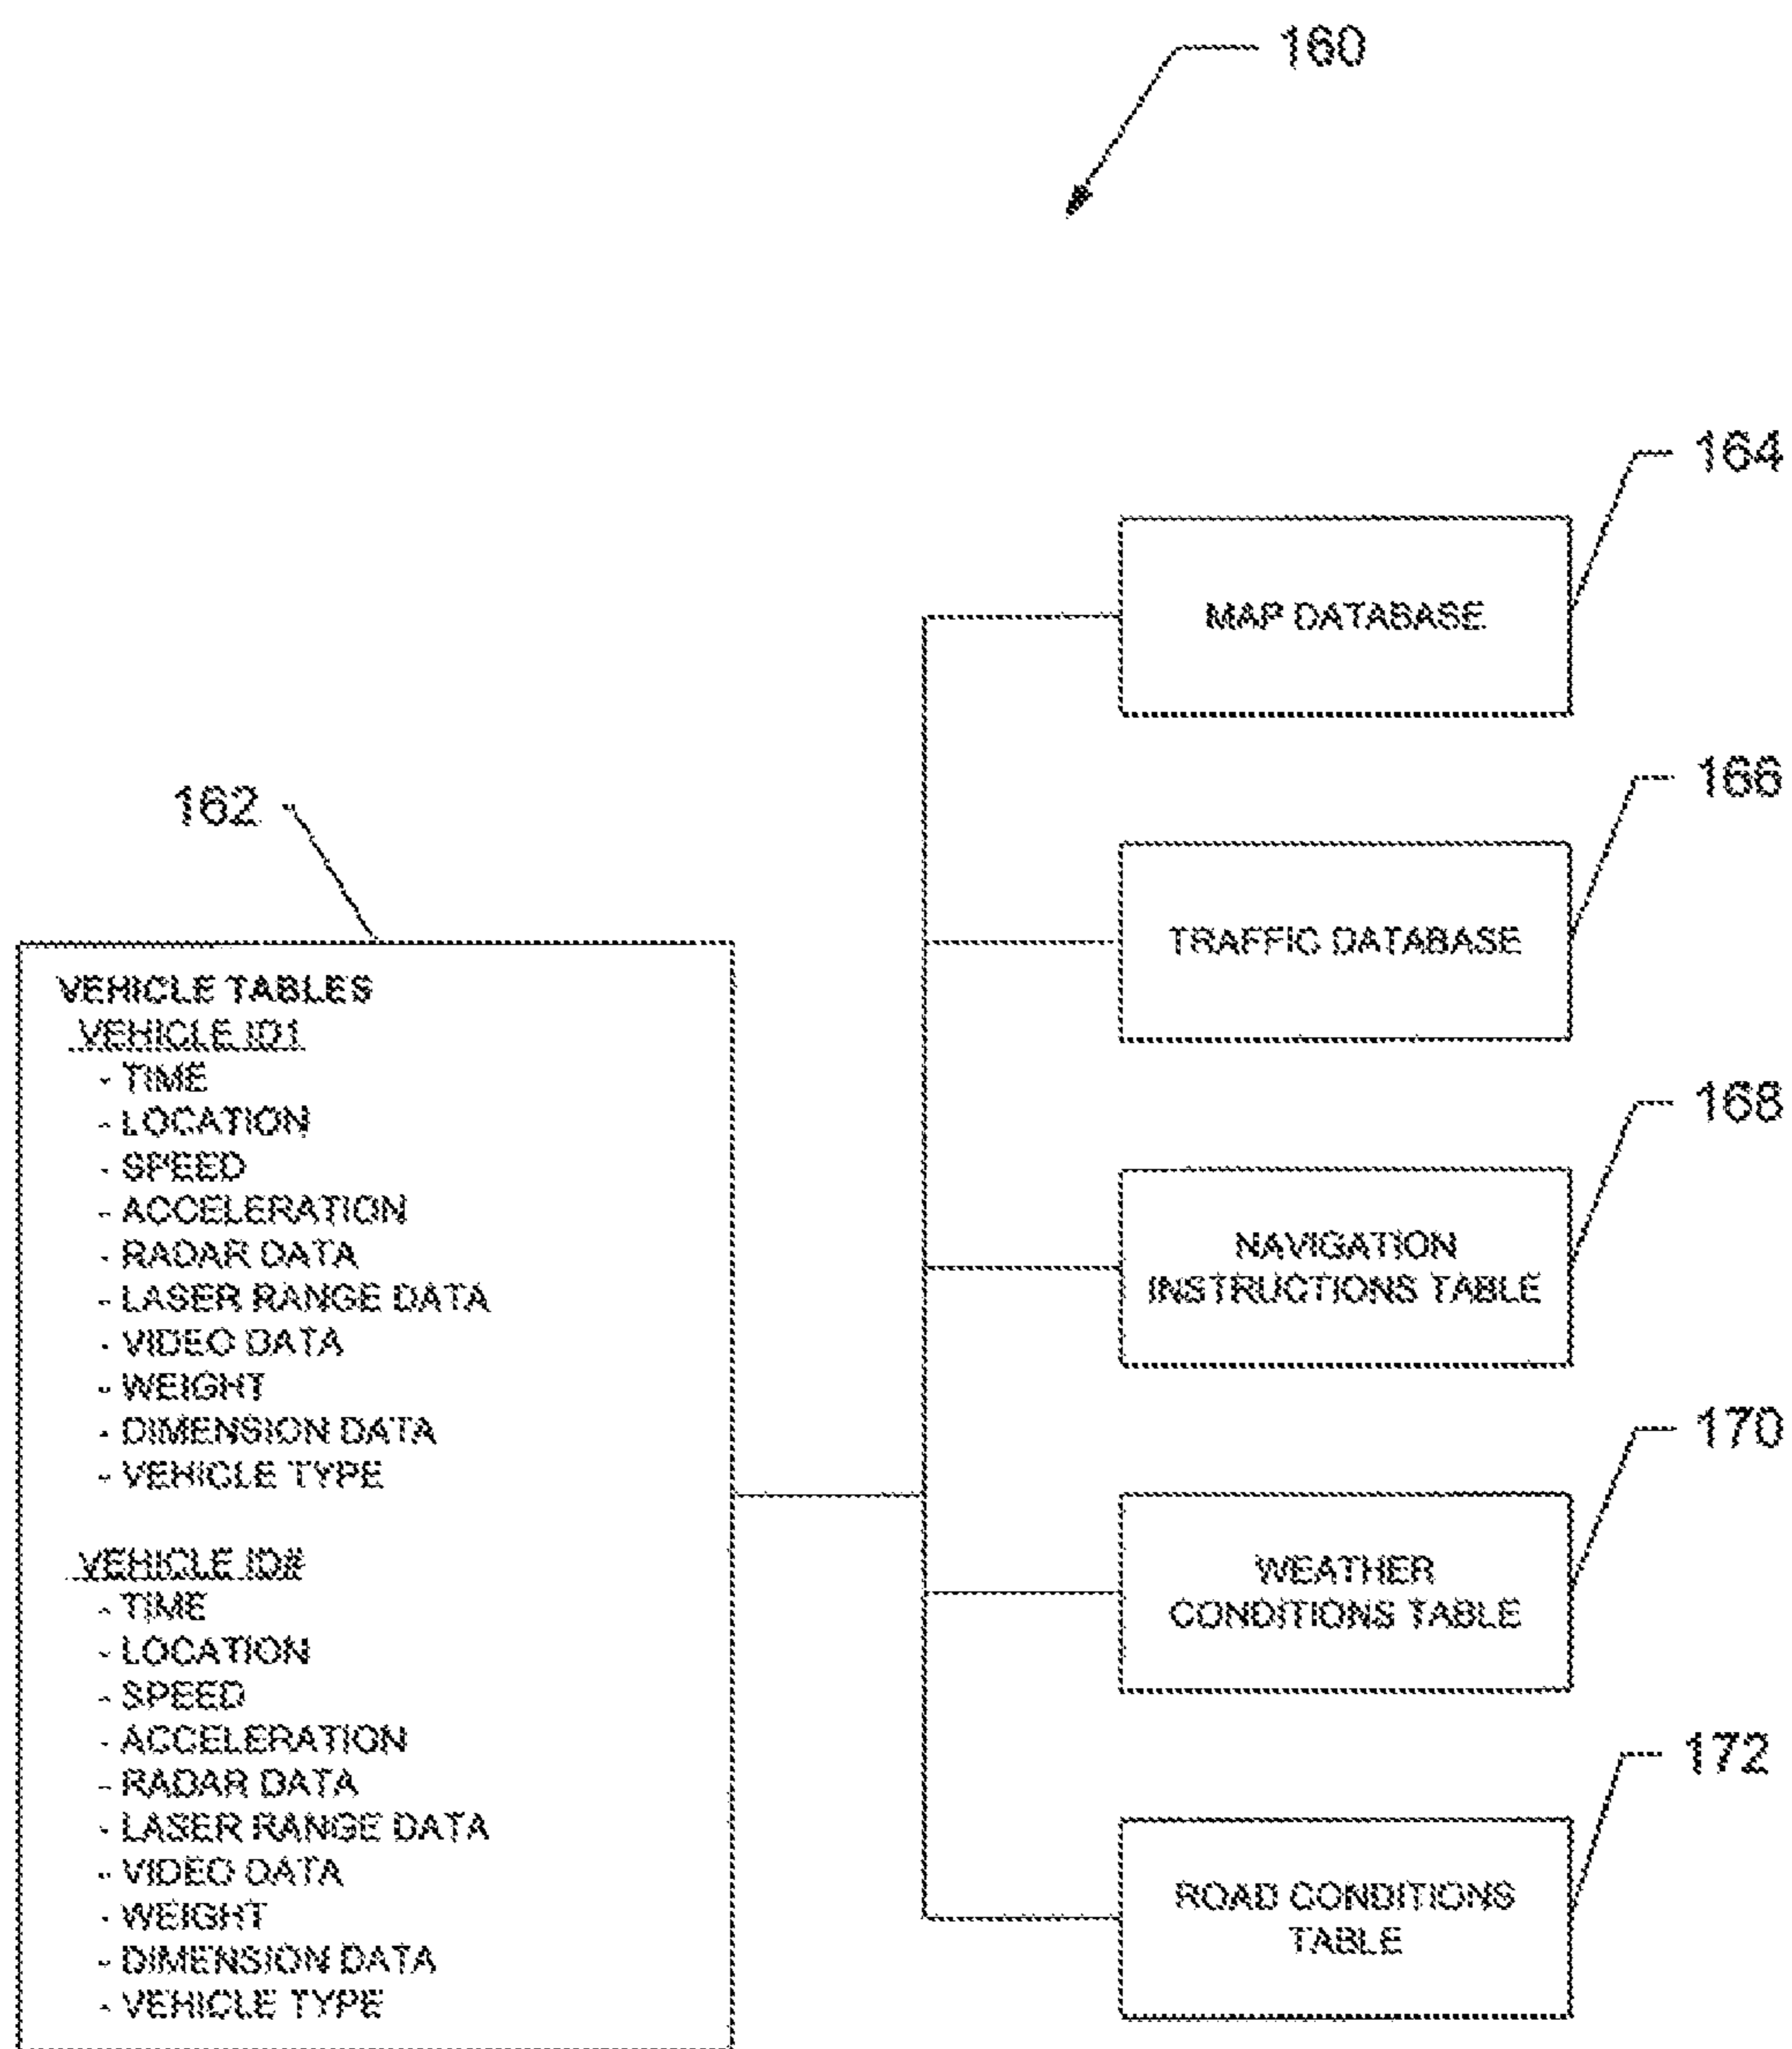 160
164
MAP DATABASE
166
TRAFFIC DATABASE
162
VEHICLE TABLES
VEHICLE ID1
- TIME
- LOCATION
- SPEED
- ACCELERATION
- RADAR DATA
- LASER RANGE DATA
- VIDEO DATA
- WEIGHT
- DIMENSION DATA
- VEHICLE TYPE
VEHICLE ID#
- TIME
- LOCATION
- SPEED
- ACCELERATION
- RADAR DATA
- LASER RANGE DATA
- VIDEO DATA
- WEIGHT
- DIMENSION DATA
- VEHICLE TYPE
168
NAVIGATION
INSTRUCTIONS TABLE
170
WEATHER
CONDITIONS TABLE
172
ROAD CONDITIONS
TABLE